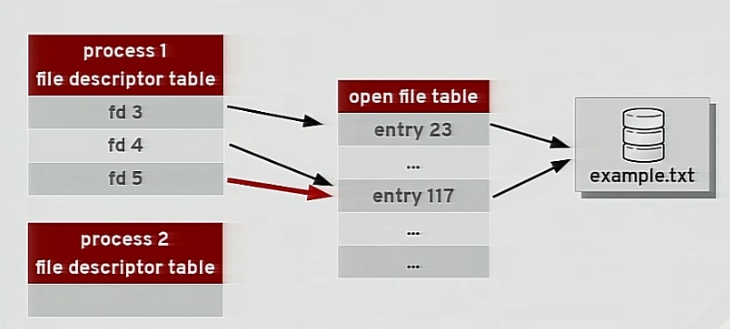 process 1
file descriptor table
fd 3
fd 4
fd 5
process 2
file descriptor table
open file table
entry 23
...
entry 117
...
...
example.txt